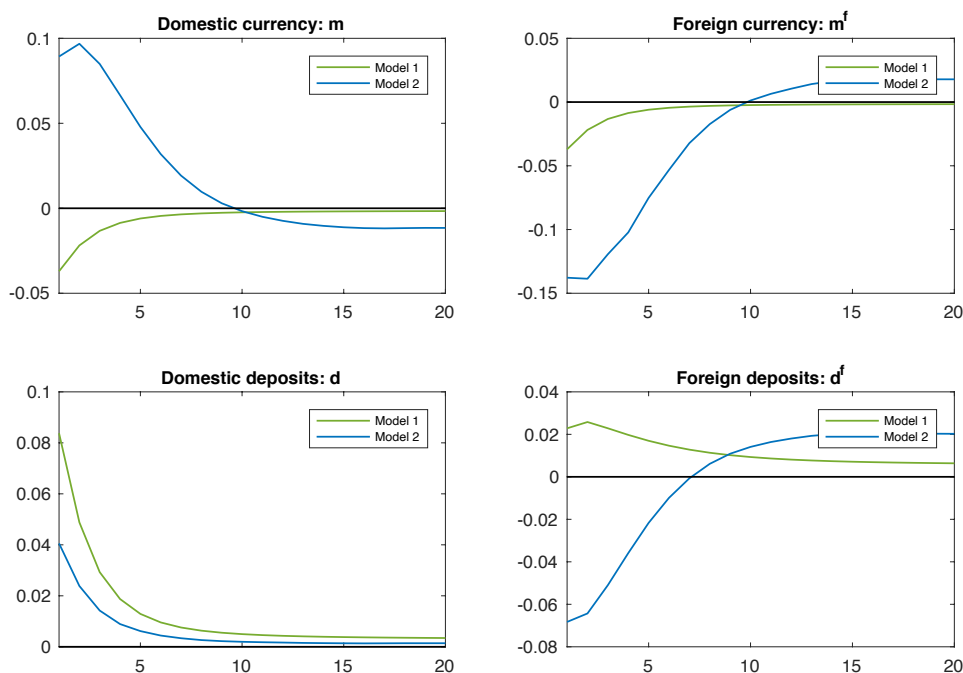 Domestic currency: m
0.1
0.05
0
-0.05
5 10 15 20
Model 1
Model 2
Foreign currency: m^f
0.05
0
-0.05
-0.1
-0.15
5 10 15 20
Model 1
Model 2
Domestic deposits: d
0.1
0.08
0.06
0.04
0.02
0
5 10 15 20
Model 1
Model 2
Foreign deposits: d^f
0.04
0.02
0
-0.02
-0.04
-0.06
-0.08
5 10 15 20
Model 1
Model 2